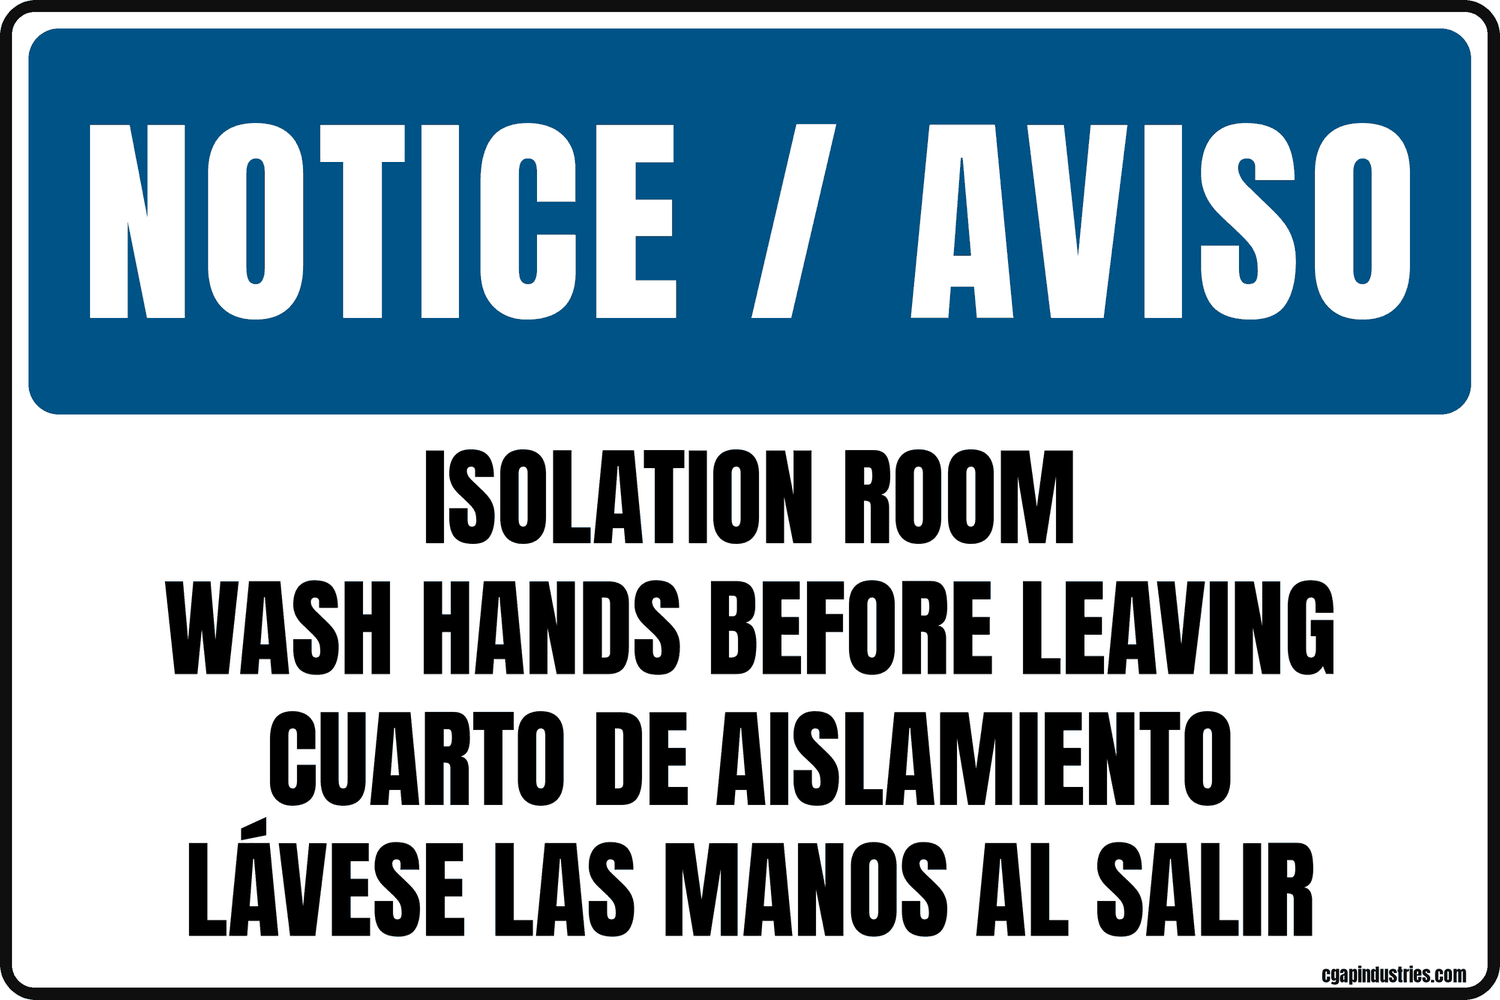 NOTICE / AVISO
ISOLATION ROOM
WASH HANDS BEFORE LEAVING
CUARTO DE AISLAMIENTO
LÁVESE LAS MANOS AL SALIR
cgapindustries.com